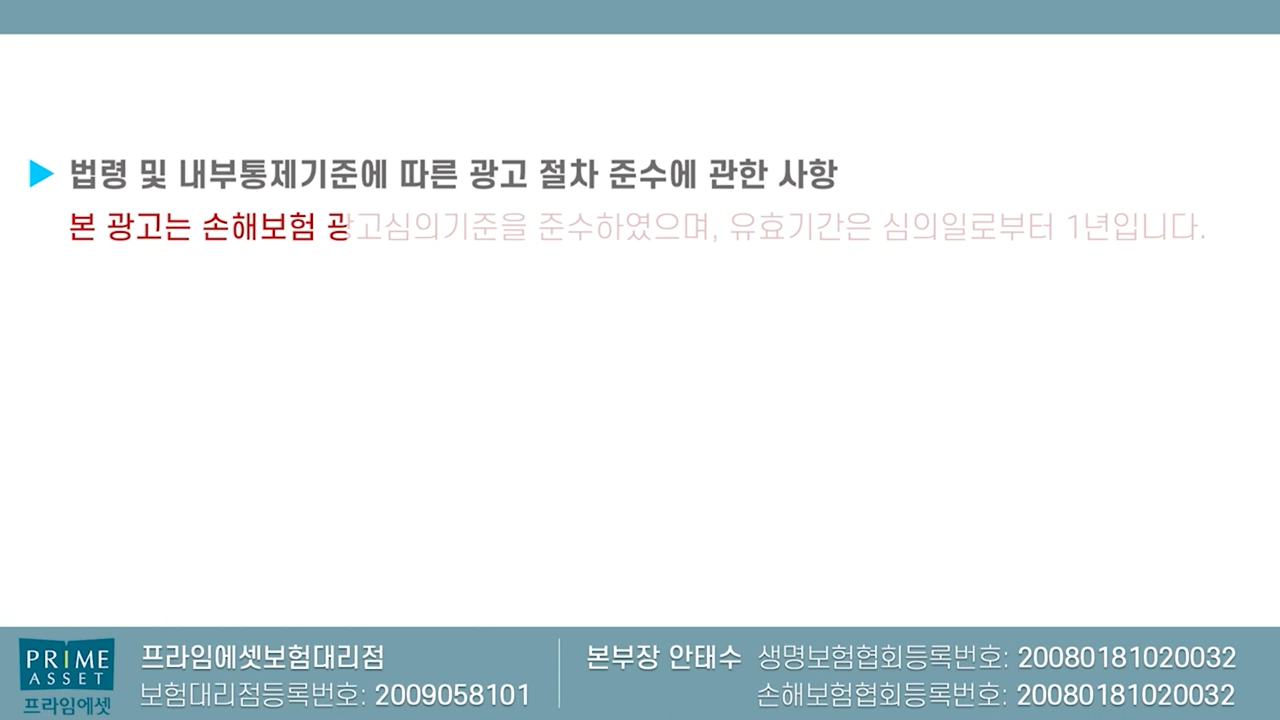 ▶ 법령 및 내부통제기준에 따른 광고 절차 준수에 관한 사항
본 광고는 손해보험 광고심의기준을 준수하였으며, 유효기간은 심의일로부터 1년입니다.
PRIME
ASSET
프라임에셋
프라임에셋보험대리점
보험대리점등록번호: 2009058101
본부장 안태수 생명보험협회등록번호: 20080181020032
손해보험협회등록번호: 20080181020032